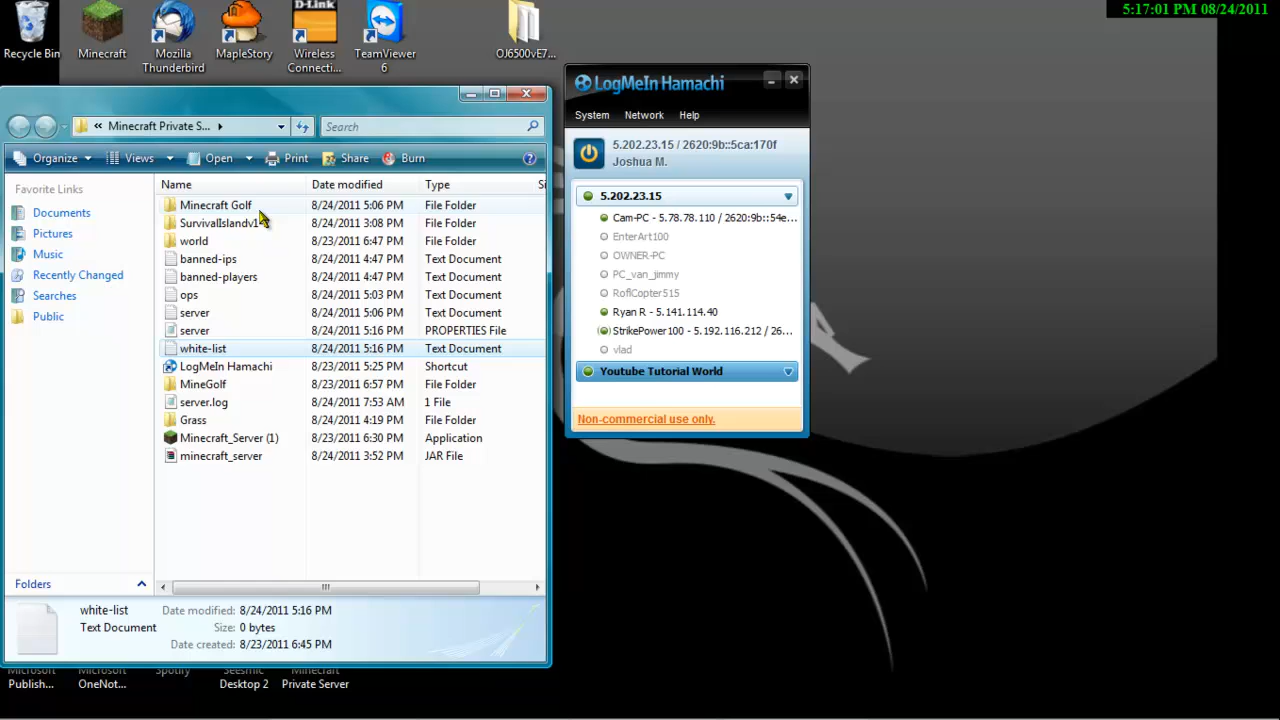 5:17:01 PM 08/24/2011
Recycle Bin
Minecraft
Mozilla
Thunderbird
MapleStory
D-Link
Wireless
Connecti...
TeamViewer
6
OJ6500vE7...
Minecraft Private S...
Search
Organize
Views
Open
Print
Share
Burn
Favorite Links
Documents
Pictures
Music
Recently Changed
Searches
Public
Folders
Name Date modified Type Si
Minecraft Golf 8/24/2011 5:06 PM File Folder
SurvivalIslandv1 8/24/2011 3:08 PM File Folder
world 8/23/2011 6:47 PM File Folder
banned-ips 8/24/2011 4:47 PM Text Document
banned-players 8/24/2011 4:47 PM Text Document
ops 8/24/2011 5:03 PM Text Document
server 8/24/2011 5:06 PM Text Document
server 8/24/2011 5:16 PM PROPERTIES File
white-list 8/24/2011 5:16 PM Text Document
LogMeIn Hamachi 8/23/2011 5:25 PM Shortcut
MineGolf 8/23/2011 6:57 PM File Folder
server.log 8/24/2011 7:53 AM 1 File
Grass 8/24/2011 4:19 PM File Folder
Minecraft_Server (1) 8/23/2011 6:30 PM Application
minecraft_server 8/24/2011 3:52 PM JAR File
white-list Date modified: 8/24/2011 5:16 PM
Text Document Size: 0 bytes
Date created: 8/23/2011 6:45 PM
LogMeIn Hamachi
System Network Help
5.202.23.15 / 2620:9b::5ca:170f
Joshua M.
5.202.23.15
Cam-PC - 5.78.78.110 / 2620:9b::54e...
EnterArt100
OWNER-PC
PC_van_jimmy
RoflCopter515
Ryan R - 5.141.114.40
StrikePower100 - 5.192.116.212 / 26...
vlad
Youtube Tutorial World
Non-commercial use only.
Microsoft
Publish...
Microsoft
OneNot...
Spotify
Seesmic
Desktop 2
Minecraft
Private Server